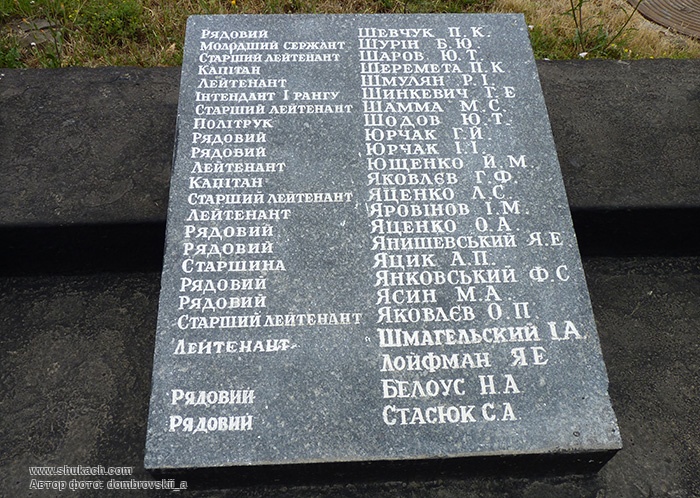 Рядовий Шевчук П.К.
Молодший сержант Шурін Б.Ю.
Старший лейтенант Шаров Ю.Т.
Капітан Шеремета П.К
Лейтенант Шмулян Р.І.
Інтендант І рангу Шинкевич Г.Е
Старший лейтенант Шамма М.С.
Політрук Шодов Ю.Т.
Рядовий Юрчак Г.Й.
Рядовий Юрчак І.І.
Лейтенант Ющенко Й.М.
Капітан Яковлєв Г.Ф.
Старший лейтенант Яценко Л.С.
Лейтенант Яровінов І.М.
Рядовий Яценко О.А.
Рядовий Янишевський Я.Е
Старшина Яцик А.П.
Рядовий Янковський Ф.С
Рядовий Ясин М.А.
Старший лейтенант Яковлєв О.П
Лейтенант Шмагельский І.А.
Лойфман Я Е
Рядовий Белоус Н.А
Рядовий Стасюк С.А
www.shukach.com
Автор фото: dombrovskii_a